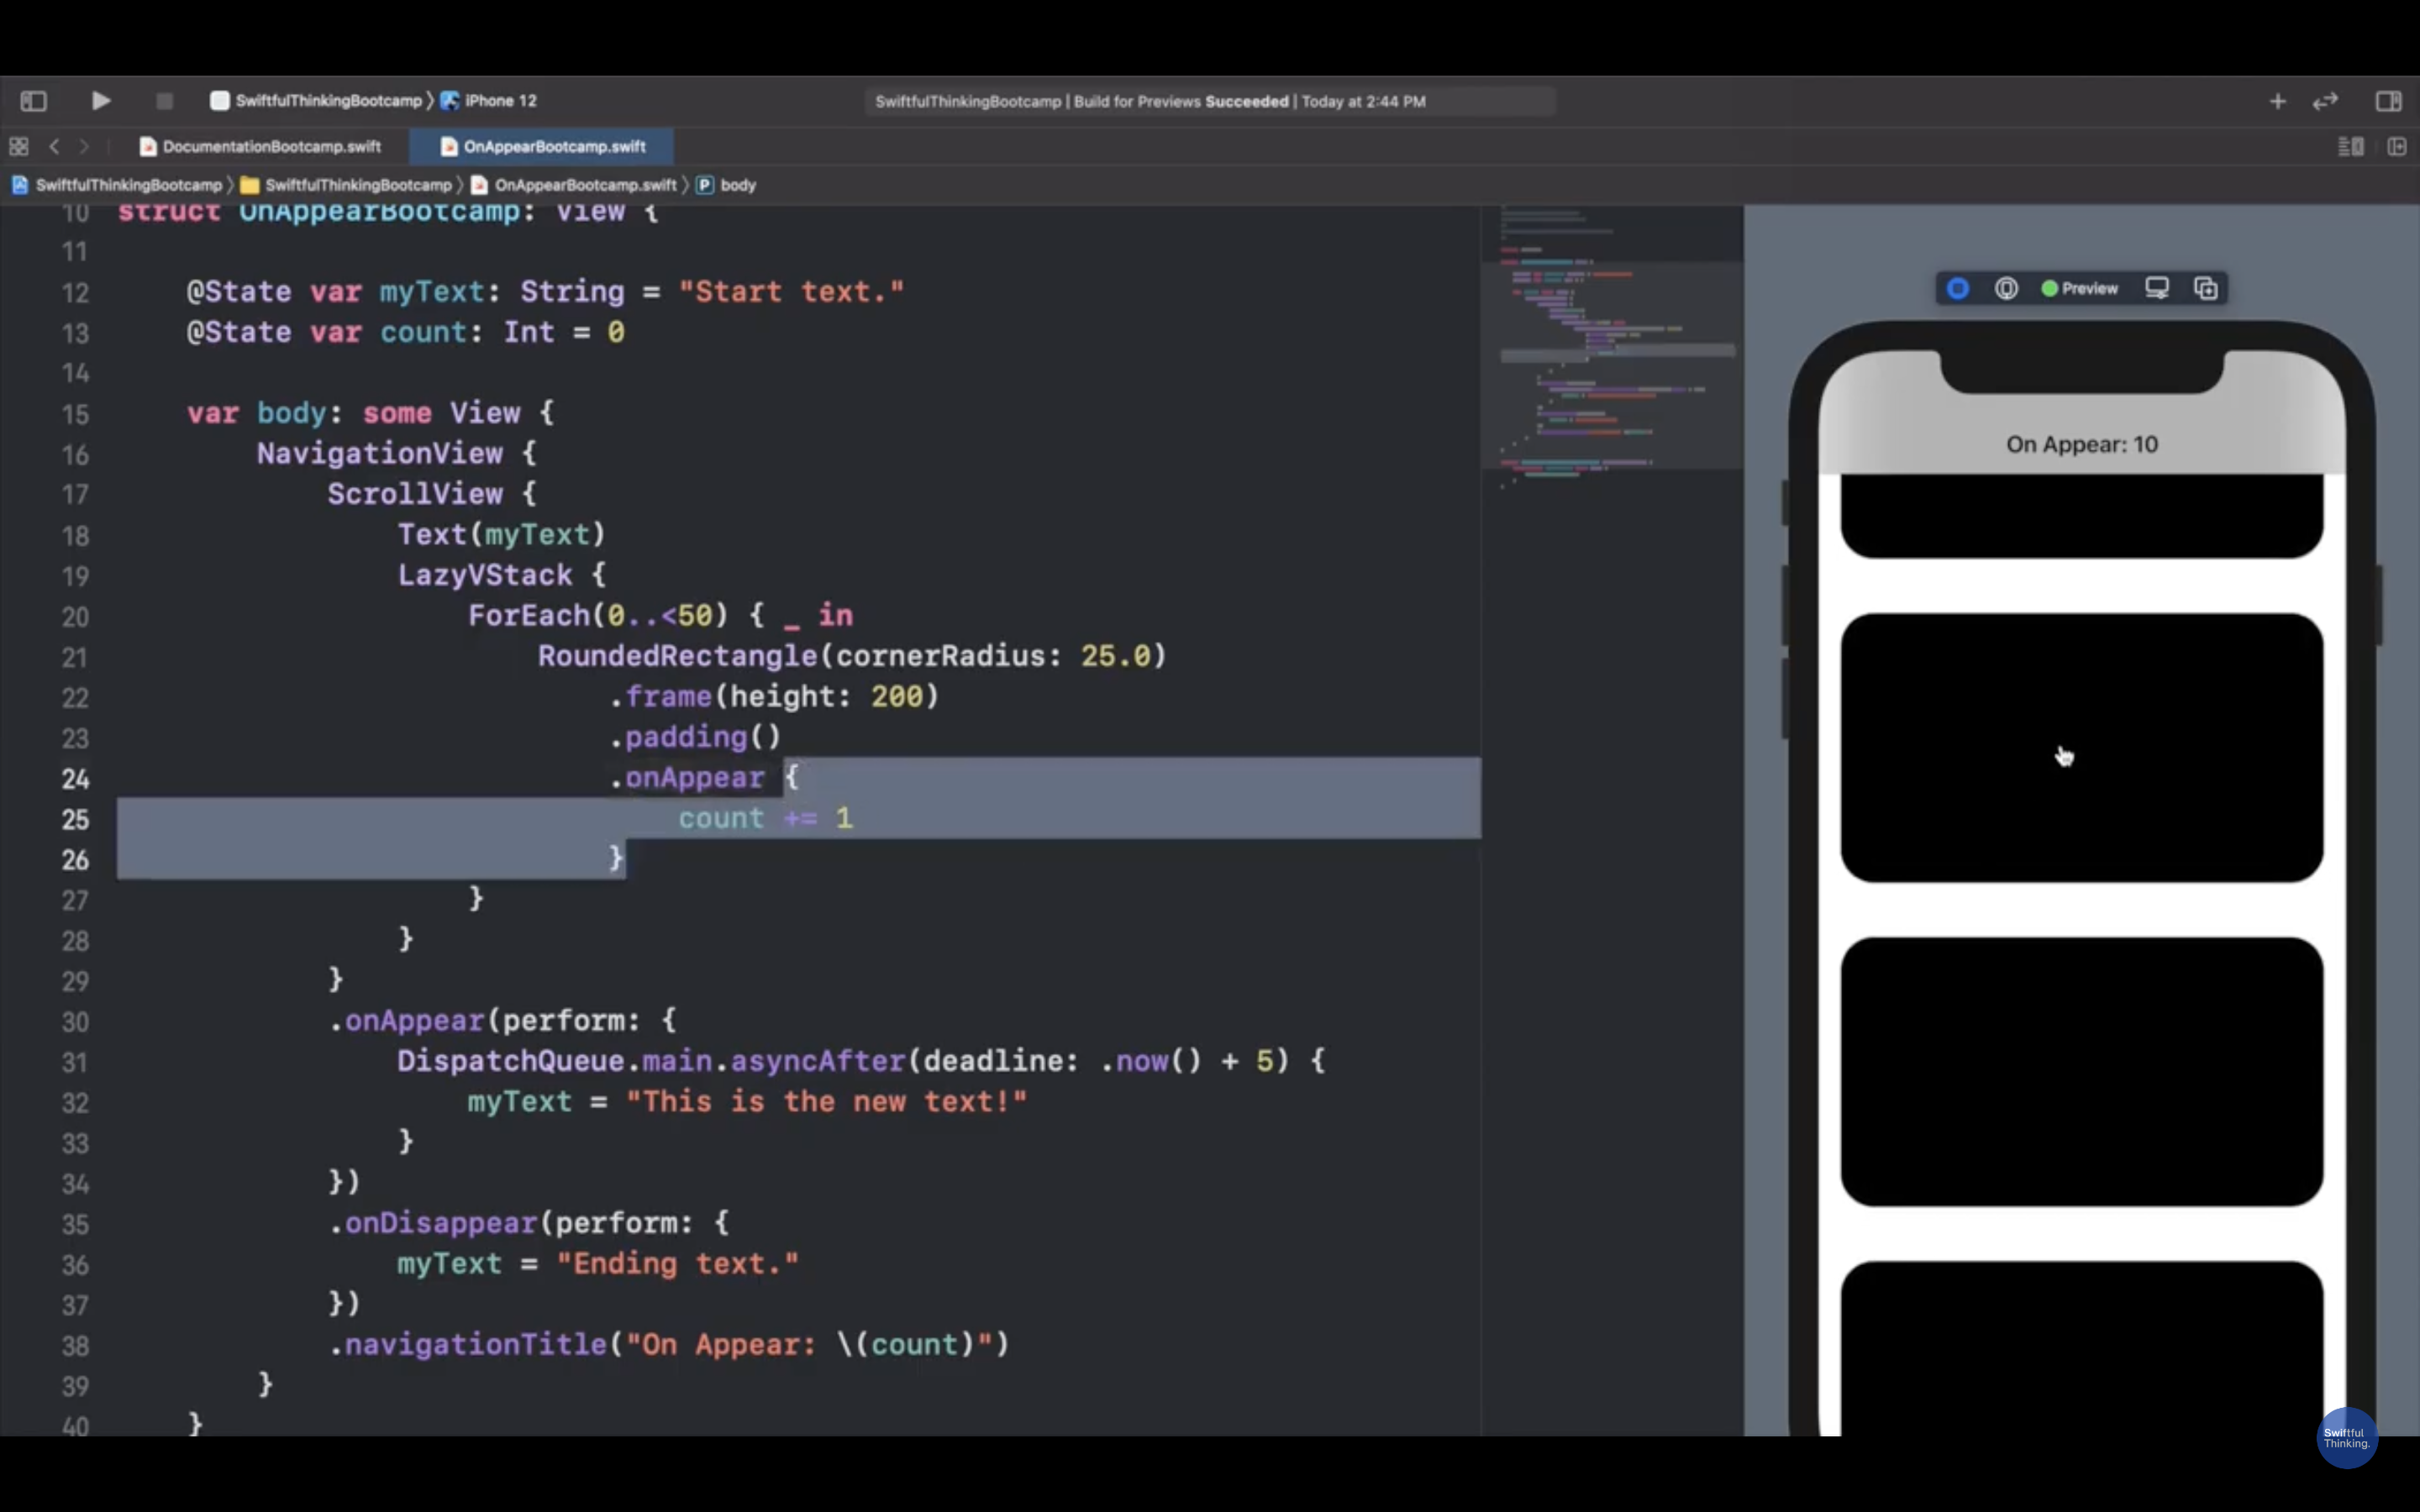 SwiftfulThinkingBootcamp 〉 iPhone 12
SwiftfulThinkingBootcamp | Build for Previews Succeeded | Today at 2:44 PM
DocumentationBootcamp.swift
OnAppearBootcamp.swift
SwiftfulThinkingBootcamp 〉 SwiftfulThinkingBootcamp 〉 OnAppearBootcamp.swift 〉 P body
10 struct OnAppearBootcamp: View {
11
12 @State var myText: String = "Start text."
13 @State var count: Int = 0
14
15 var body: some View {
16 NavigationView {
17 ScrollView {
18 Text(myText)
19 LazyVStack {
20 ForEach(0..<50) { _ in
21 RoundedRectangle(cornerRadius: 25.0)
22 .frame(height: 200)
23 .padding()
24 .onAppear {
25 count += 1
26 }
27 }
28 }
29 }
30 .onAppear(perform: {
31 DispatchQueue.main.asyncAfter(deadline: .now() + 5) {
32 myText = "This is the new text!"
33 }
34 })
35 .onDisappear(perform: {
36 myText = "Ending text."
37 })
38 .navigationTitle("On Appear: \(count)")
39 }
40 }
Preview
On Appear: 10
Swiftful
Thinking.